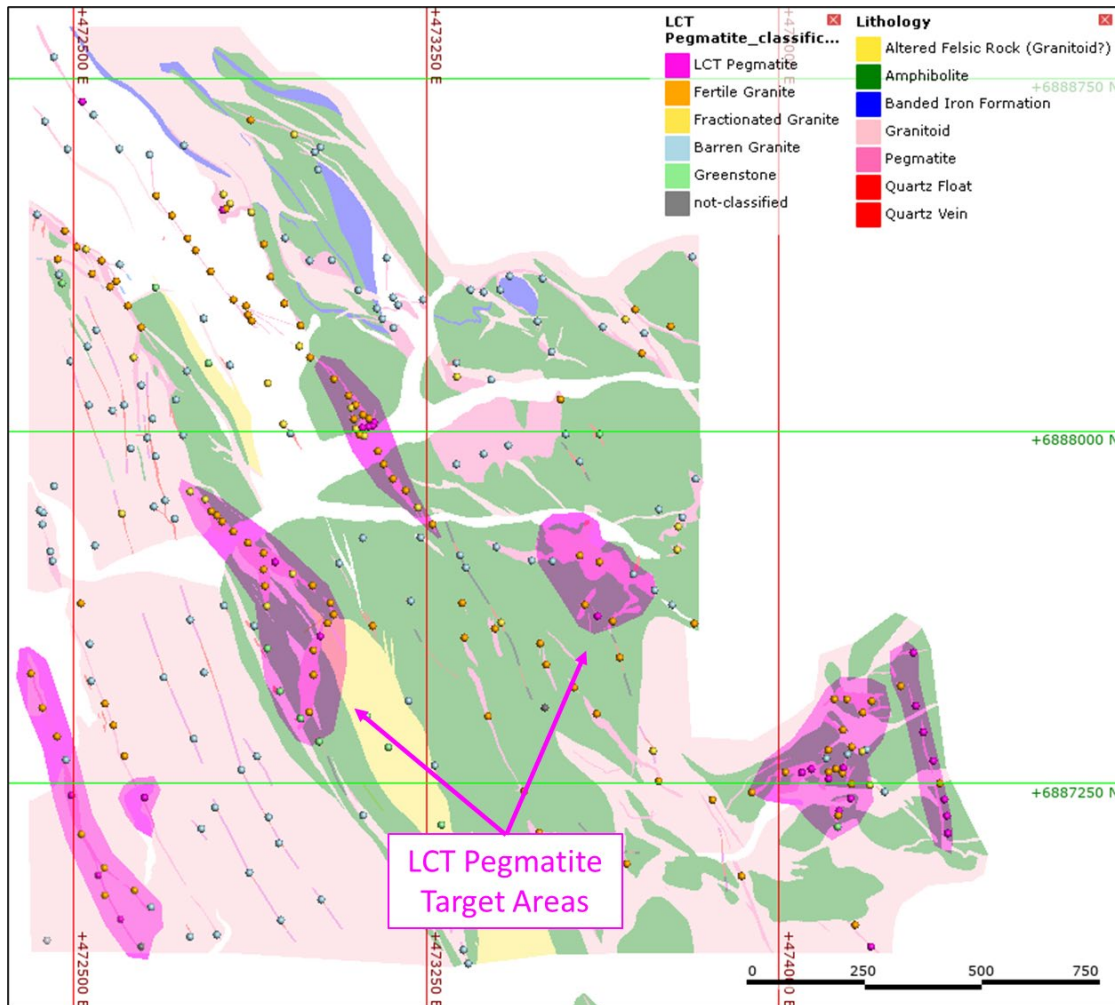 LCT
Pegmatite_classific...
LCT Pegmatite
Fertile Granite
Fractionated Granite
Barren Granite
Greenstone
not-classified
Lithology
Altered Felsic Rock (Granitoid?)
Amphibolite
Banded Iron Formation
Granitoid
Pegmatite
Quartz Float
Quartz Vein
+472500 E
+473250 E
+6888750 N
+6888000 N
+6887250 N
LCT Pegmatite
Target Areas
+472500 E
+473250 E
+474000 E
0 250 500 750